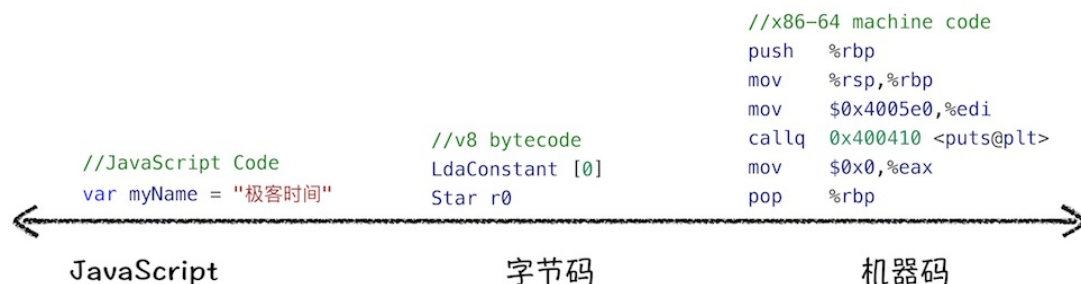 //JavaScript Code
var myName = "极客时间"
//v8 bytecode
LdaConstant [0]
Star r0
//x86-64 machine code
push %rbp
mov %rsp,%rbp
mov $0x4005e0,%edi
callq 0x400410 <puts@plt>
mov $0x0,%eax
pop %rbp
JavaScript
字节码
机器码